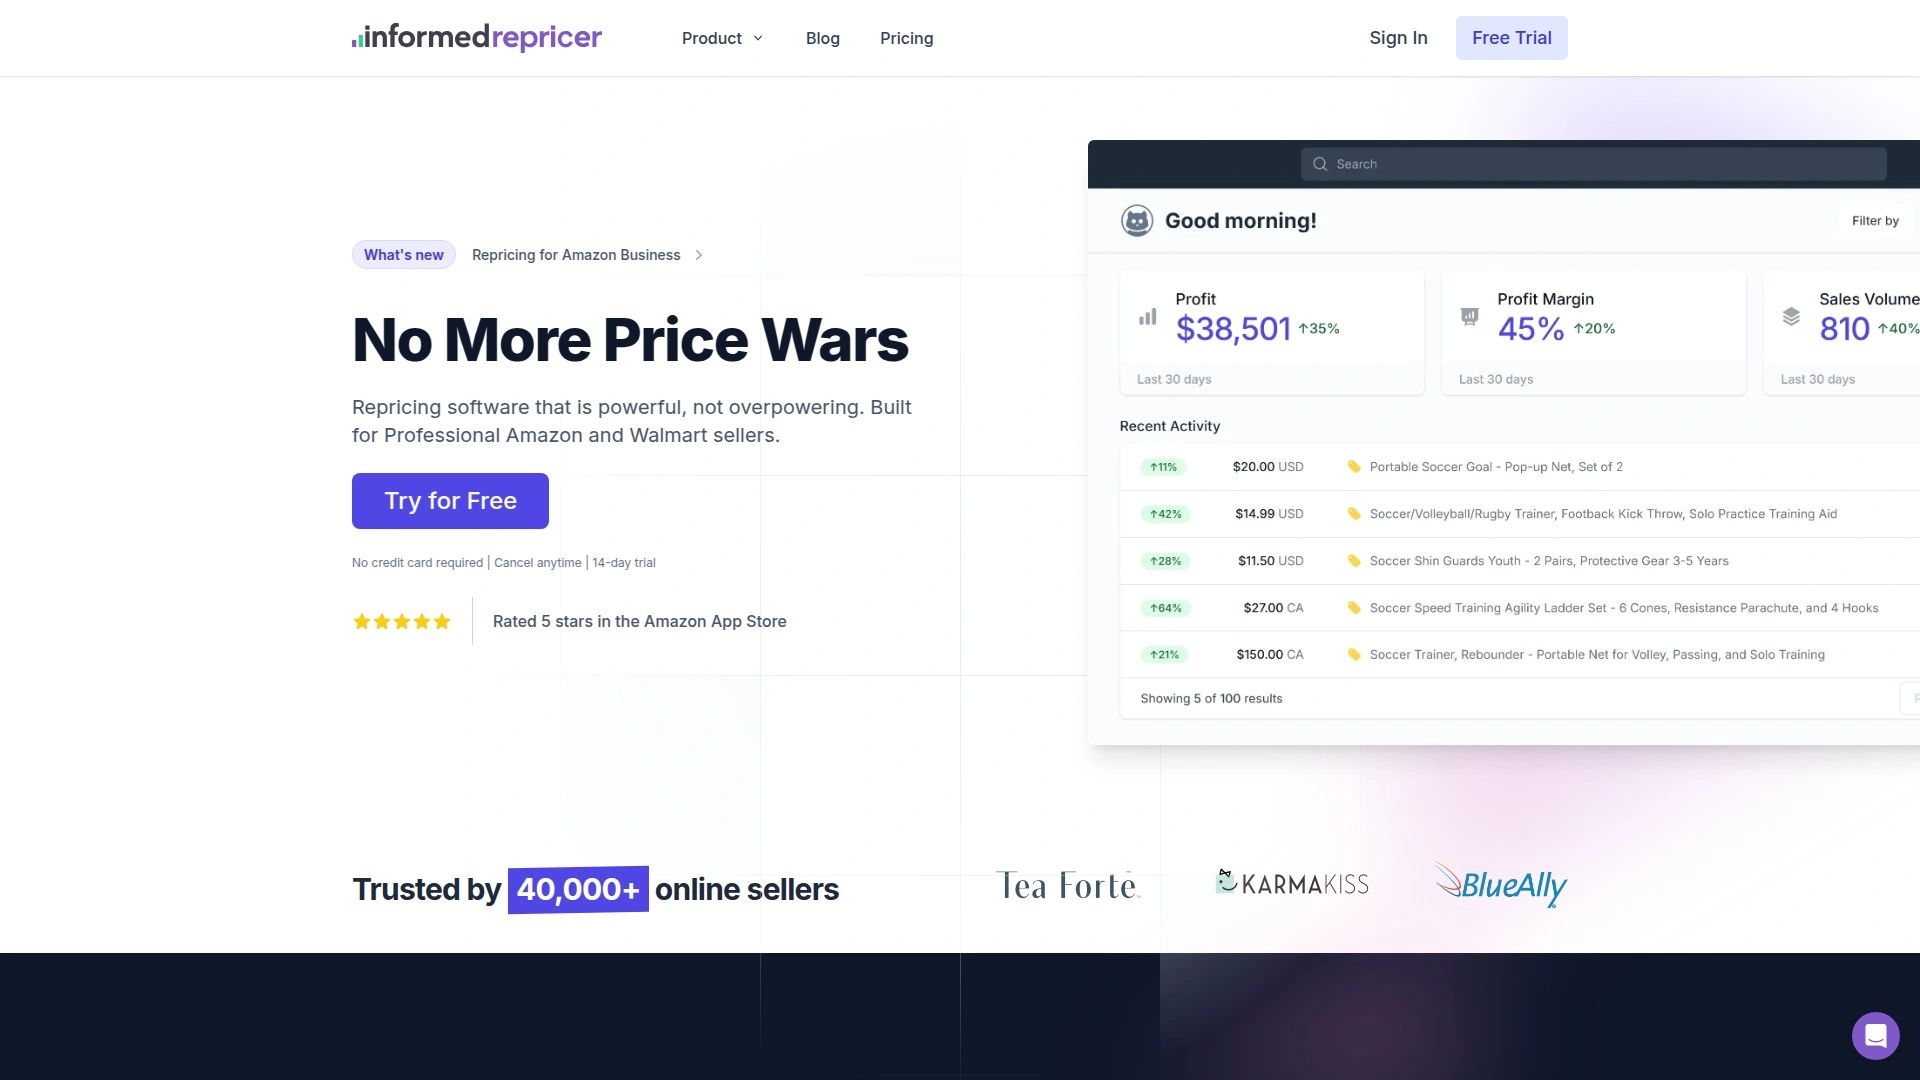 informedrepricer
Product
Blog
Pricing
Sign In
Free Trial
What's new
Repricing for Amazon Business
No More Price Wars
Repricing software that is powerful, not overpowering. Built
for Professional Amazon and Walmart sellers.
Try for Free
No credit card required | Cancel anytime | 14-day trial
Rated 5 stars in the Amazon App Store
Search
Good morning!
Filter by
Profit
$38,501 ↑35%
Last 30 days
Profit Margin
45% ↑20%
Last 30 days
Sales Volume
810 ↑40%
Last 30 days
Recent Activity
↑11% $20.00 USD Portable Soccer Goal - Pop-up Net, Set of 2
↑42% $14.99 USD Soccer/Volleyball/Rugby Trainer, Footback Kick Throw, Solo Practice Training Aid
↑28% $11.50 USD Soccer Shin Guards Youth - 2 Pairs, Protective Gear 3-5 Years
↑64% $27.00 CA Soccer Speed Training Agility Ladder Set - 6 Cones, Resistance Parachute, and 4 Hooks
↑21% $150.00 CA Soccer Trainer, Rebounder - Portable Net for Volley, Passing, and Solo Training
Showing 5 of 100 results
Trusted by 40,000+ online sellers
Tea Forté
KARMAKISS
BlueAlly